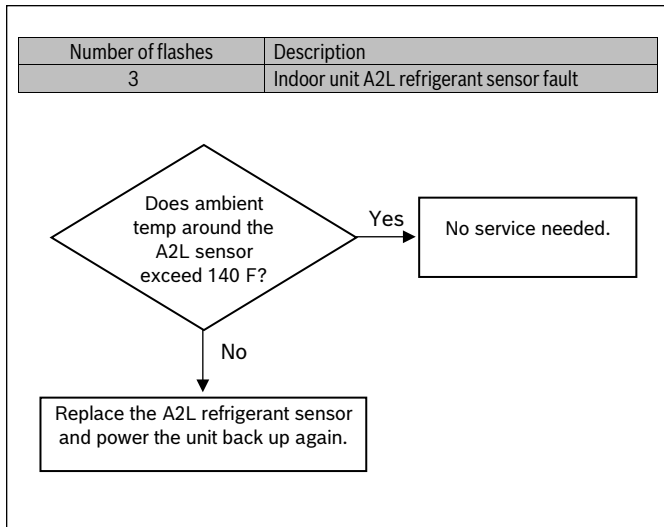 Number of flashes Description
3 Indoor unit A2L refrigerant sensor fault
Does ambient
temp around the
A2L sensor
exceed 140 F?
Yes
No service needed.
No
Replace the A2L refrigerant sensor
and power the unit back up again.